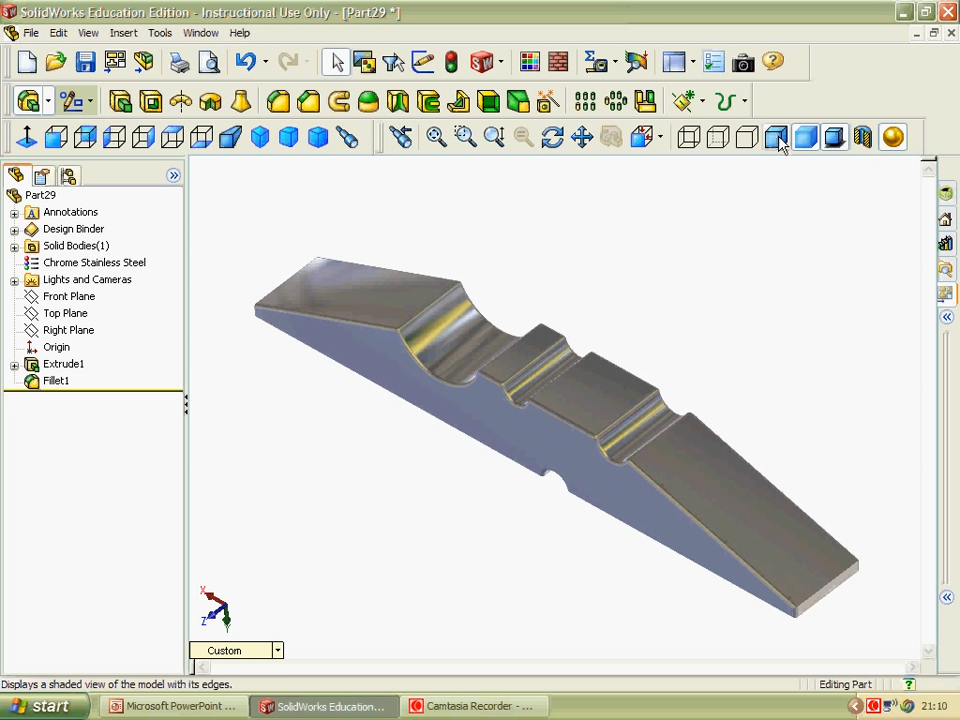 SolidWorks Education Edition - Instructional Use Only - [Part29 *]
File Edit View Insert Tools Window Help
Part29
Annotations
Design Binder
Solid Bodies(1)
Chrome Stainless Steel
Lights and Cameras
Front Plane
Top Plane
Right Plane
Origin
Extrude1
Fillet1
X
Z
Y
Custom
Displays a shaded view of the model with its edges.
Editing Part
start
Microsoft PowerPoint ...
SolidWorks Education...
Camtasia Recorder - ...
21:10